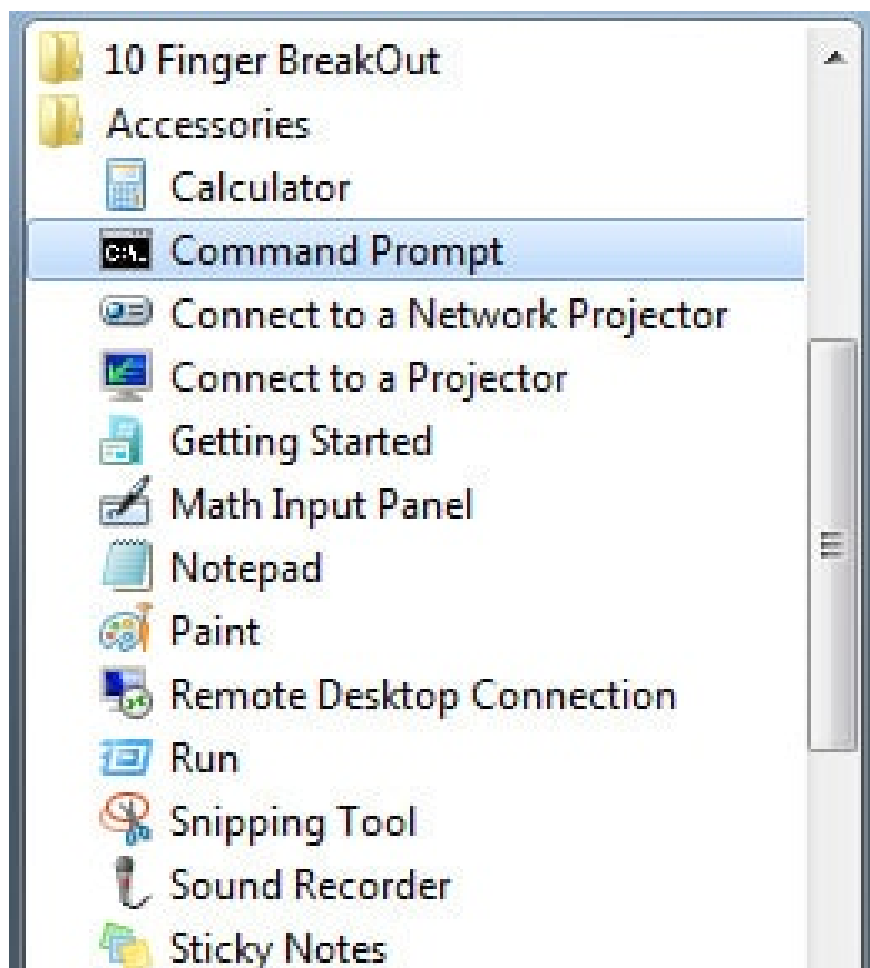 10 Finger BreakOut
Accessories
Calculator
C:\_ Command Prompt
Connect to a Network Projector
Connect to a Projector
Getting Started
Math Input Panel
Notepad
Paint
Remote Desktop Connection
Run
Snipping Tool
Sound Recorder
Sticky Notes